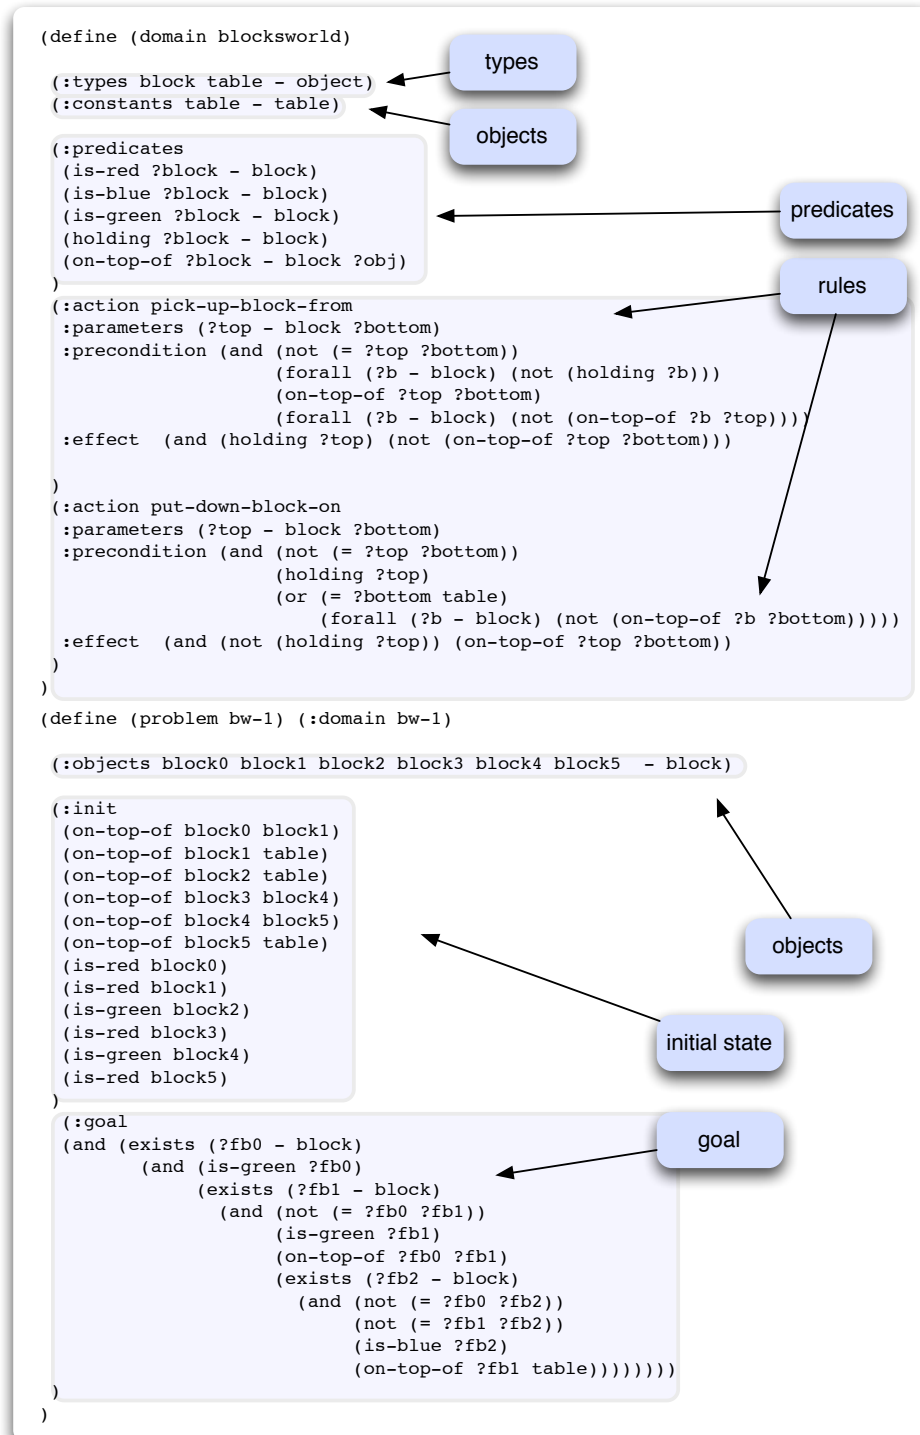 (define (domain blocksworld)
types
(:types block table - object)
(:constants table - table)
objects
(:predicates
(is-red ?block - block)
(is-blue ?block - block)
(is-green ?block - block)
predicates
(holding ?block - block)
(on-top-of ?block - block ?obj)
)
rules
(:action pick-up-block-from
:parameters (?top - block ?bottom)
:precondition (and (not (= ?top ?bottom))
(forall (?b - block) (not (holding ?b)))
(on-top-of ?top ?bottom)
(forall (?b - block) (not (on-top-of ?b ?top))))
:effect  (and (holding ?top) (not (on-top-of ?top ?bottom)))
)
(:action put-down-block-on
:parameters (?top - block ?bottom)
:precondition (and (not (= ?top ?bottom))
(holding ?top)
(or (= ?bottom table)
(forall (?b - block) (not (on-top-of ?b ?bottom)))))
:effect  (and (not (holding ?top)) (on-top-of ?top ?bottom))
)
)
(define (problem bw-1) (:domain bw-1)
(:objects block0 block1 block2 block3 block4 block5  - block)
(:init
(on-top-of block0 block1)
(on-top-of block1 table)
(on-top-of block2 table)
(on-top-of block3 block4)
(on-top-of block4 block5)
(on-top-of block5 table)
objects
(is-red block0)
(is-red block1)
(is-green block2)
(is-red block3)
initial state
(is-green block4)
(is-red block5)
)
(:goal
goal
(and (exists (?fb0 - block)
(and (is-green ?fb0)
(exists (?fb1 - block)
(and (not (= ?fb0 ?fb1))
(is-green ?fb1)
(on-top-of ?fb0 ?fb1)
(exists (?fb2 - block)
(and (not (= ?fb0 ?fb2))
(not (= ?fb1 ?fb2))
(is-blue ?fb2)
(on-top-of ?fb1 table))))))))
)
)